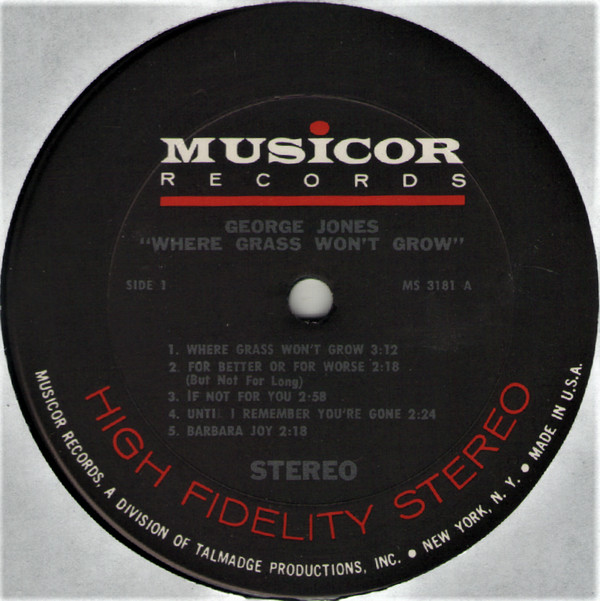 MUSICOR
RECORDS
GEORGE JONES
"WHERE GRASS WON'T GROW"
SIDE 1
MS 3181 A
1. WHERE GRASS WON'T GROW 3:12
2. FOR BETTER OR FOR WORSE 2:18
(But Not For Long)
3. IF NOT FOR YOU 2:58
4. UNTIL I REMEMBER YOU'RE GONE 2:24
5. BARBARA JOY 2:18
STEREO
HIGH FIDELITY STEREO
MUSICOR RECORDS, A DIVISION OF TALMADGE PRODUCTIONS, INC. ● NEW YORK, N. Y. ● MADE IN U.S.A.